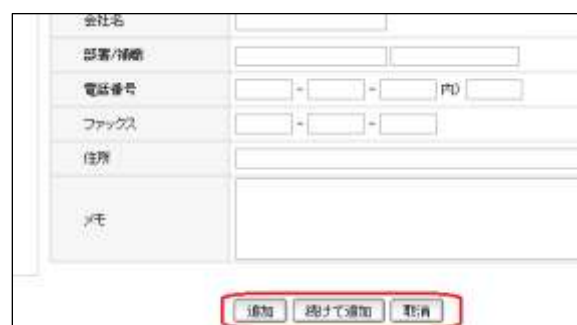 会社名
部署/補職
電話番号 - - 内)
ファックス - -
住所
メモ
追加 続けて追加 取消